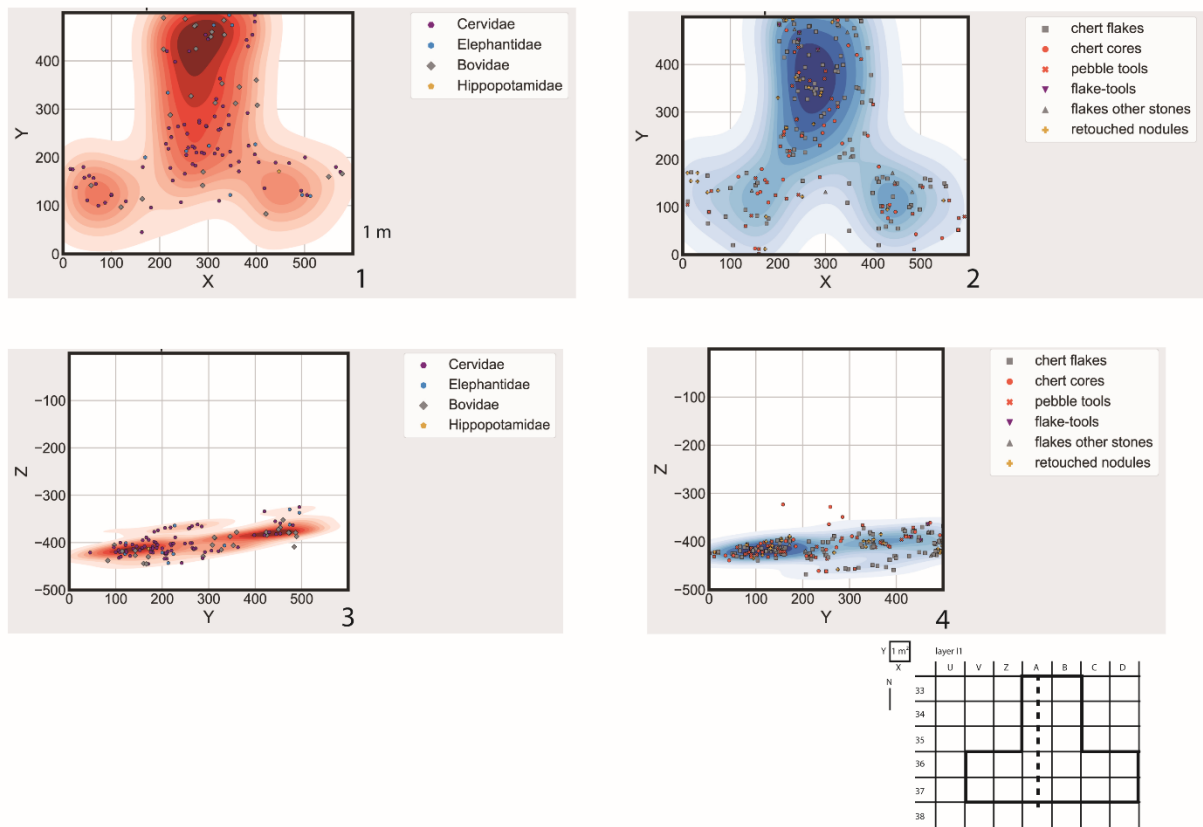 Cervidae
Elephantidae
Bovidae
Hippopotamidae
400
300
200
100
0
Y
0 100 200 300 400 500
X
1 m
1
chert flakes
chert cores
pebble tools
flake-tools
flakes other stones
retouched nodules
400
300
200
100
0
Y
0 100 200 300 400 500
X
2
Cervidae
Elephantidae
Bovidae
Hippopotamidae
−100
−200
−300
−400
−500
Z
0 100 200 300 400 500
Y
3
chert flakes
chert cores
pebble tools
flake-tools
flakes other stones
retouched nodules
−100
−200
−300
−400
−500
Z
0 100 200 300 400
Y
4
Y 1 m² layer I1
X
U V Z A B C D
N
33
34
35
36
37
38